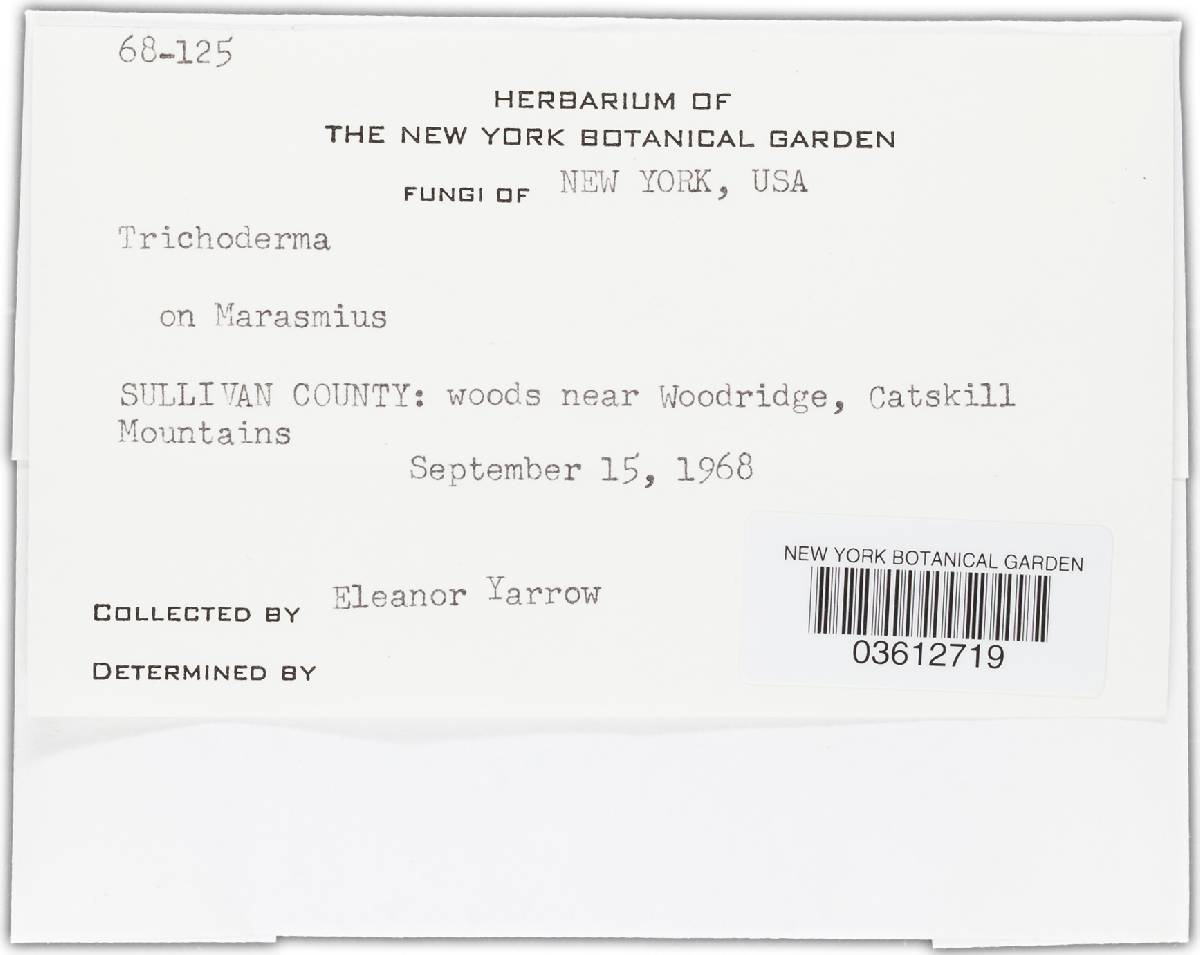 68-125
HERBARIUM OF
THE NEW YORK BOTANICAL GARDEN
FUNGI OF NEW YORK, USA
Trichoderma
on Marasmius
SULLIVAN COUNTY: woods near Woodridge, Catskill
Mountains
September 15, 1968
COLLECTED BY Eleanor Yarrow
DETERMINED BY
NEW YORK BOTANICAL GARDEN
03612719